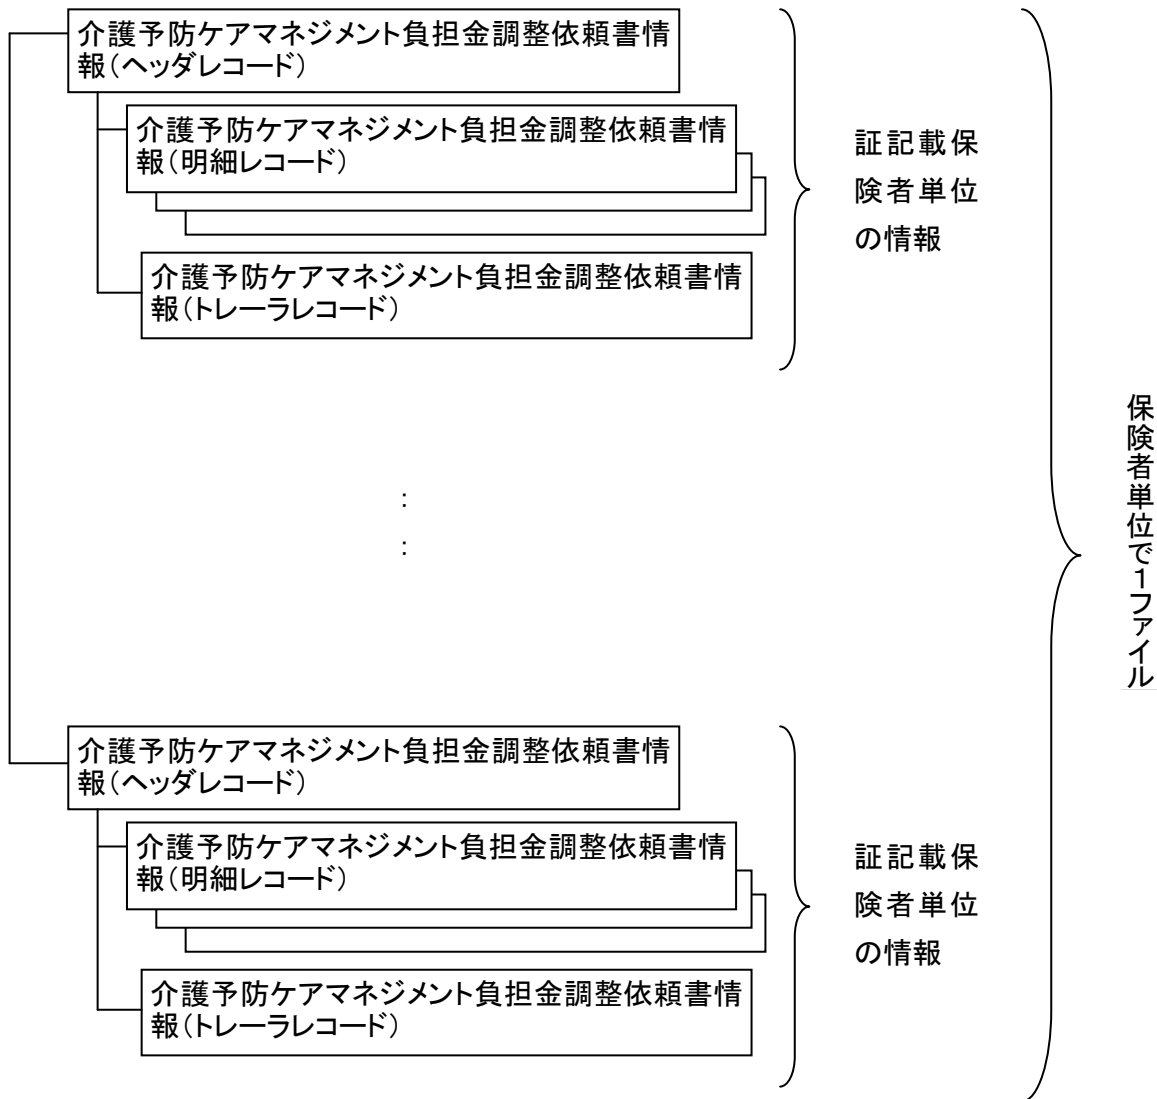 介護予防ケアマネジメント負担金調整依頼書情
報（ヘッダレコード）
介護予防ケアマネジメント負担金調整依頼書情
報（明細レコード）
介護予防ケアマネジメント負担金調整依頼書情
報（トレーラレコード）
証記載保
険者単位
の情報
：
：
保険者単位で１ファイル
介護予防ケアマネジメント負担金調整依頼書情
報（ヘッダレコード）
介護予防ケアマネジメント負担金調整依頼書情
報（明細レコード）
介護予防ケアマネジメント負担金調整依頼書情
報（トレーラレコード）
証記載保
険者単位
の情報